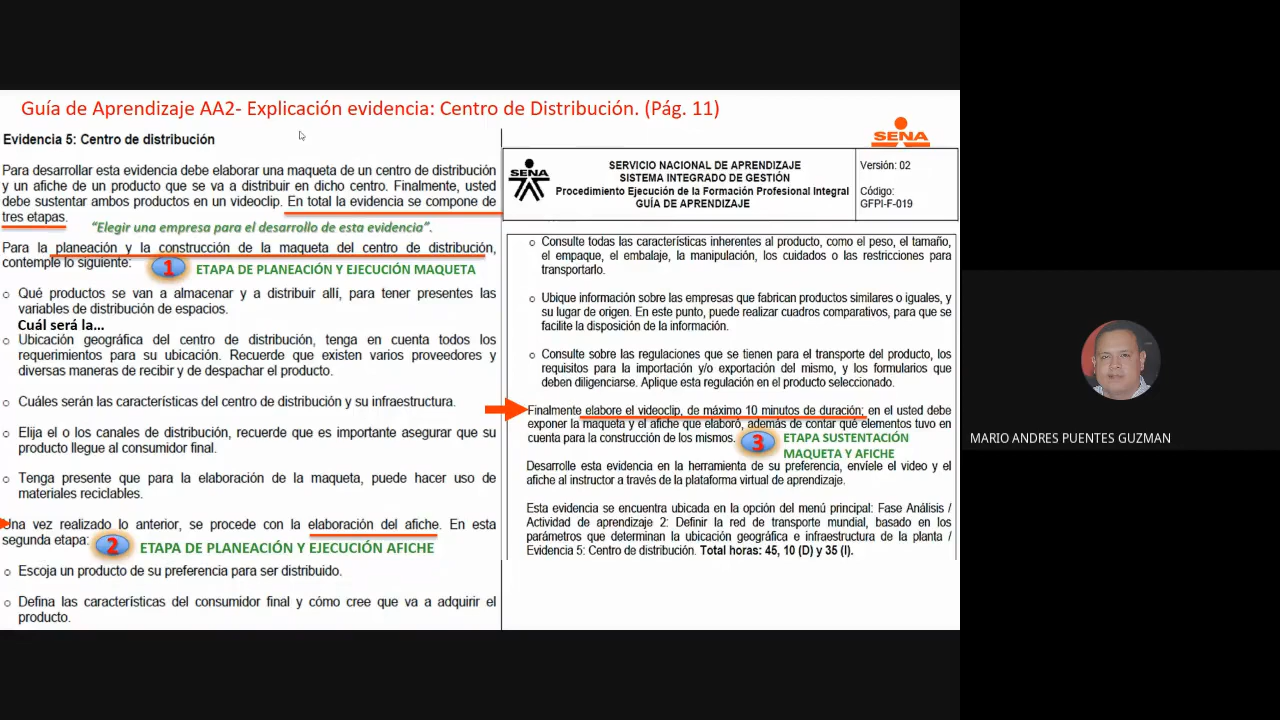 Guía de Aprendizaje AA2- Explicación evidencia: Centro de Distribución. (Pág. 11)
SENA
Evidencia 5: Centro de distribución
Para desarrollar esta evidencia debe elaborar una maqueta de un centro de distribución
y un afiche de un producto que se va a distribuir en dicho centro. Finalmente, usted
debe sustentar ambos productos en un videoclip. En total la evidencia se compone de
tres etapas.
“Elegir una empresa para el desarrollo de esta evidencia”.
Para la planeación y la construcción de la maqueta del centro de distribución,
contemple lo siguiente:
1 ETAPA DE PLANEACIÓN Y EJECUCIÓN MAQUETA
o Qué productos se van a almacenar y a distribuir allí, para tener presentes las
variables de distribución de espacios.
Cuál será la...
o Ubicación geográfica del centro de distribución, tenga en cuenta todos los
requerimientos para su ubicación. Recuerde que existen varios proveedores y
diversas maneras de recibir y de despachar el producto.
o Cuáles serán las características del centro de distribución y su infraestructura.
o Elija el o los canales de distribución, recuerde que es importante asegurar que su
producto llegue al consumidor final.
o Tenga presente que para la elaboración de la maqueta, puede hacer uso de
materiales reciclables.
Una vez realizado lo anterior, se procede con la elaboración del afiche. En esta
segunda etapa:
2 ETAPA DE PLANEACIÓN Y EJECUCIÓN AFICHE
o Escoja un producto de su preferencia para ser distribuido.
o Defina las características del consumidor final y cómo cree que va a adquirir el
producto.
SENA
SERVICIO NACIONAL DE APRENDIZAJE
SISTEMA INTEGRADO DE GESTIÓN
Procedimiento Ejecución de la Formación Profesional Integral
GUÍA DE APRENDIZAJE
Versión: 02
Código:
GFPI-F-019
o Consulte todas las características inherentes al producto, como el peso, el tamaño,
el empaque, el embalaje, la manipulación, los cuidados o las restricciones para
transportarlo.
o Ubique información sobre las empresas que fabrican productos similares o iguales, y
su lugar de origen. En este punto, puede realizar cuadros comparativos, para que se
facilite la disposición de la información.
o Consulte sobre las regulaciones que se tienen para el transporte del producto, los
requisitos para la importación y/o exportación del mismo, y los formularios que
deben diligenciarse. Aplique esta regulación en el producto seleccionado.
Finalmente elabore el videoclip, de máximo 10 minutos de duración; en el usted debe
exponer la maqueta y el afiche que elaboró, además de contar qué elementos tuvo en
cuenta para la construcción de los mismos.
3 ETAPA SUSTENTACIÓN
MAQUETA Y AFICHE
Desarrolle esta evidencia en la herramienta de su preferencia, envíele el video y el
afiche al instructor a través de la plataforma virtual de aprendizaje.
Esta evidencia se encuentra ubicada en la opción del menú principal: Fase Análisis /
Actividad de aprendizaje 2: Definir la red de transporte mundial, basado en los
parámetros que determinan la ubicación geográfica e infraestructura de la planta /
Evidencia 5: Centro de distribución. Total horas: 45, 10 (D) y 35 (I).
MARIO ANDRES PUENTES GUZMAN